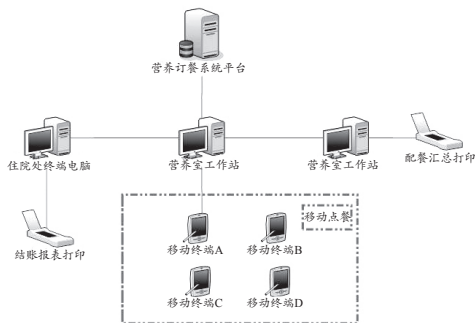 营养订餐系统平台
住院处终端电脑
营养室工作站
营养室工作站
配餐汇总打印
结账报表打印
移动点餐
移动终端A
移动终端B
移动终端C
移动终端D